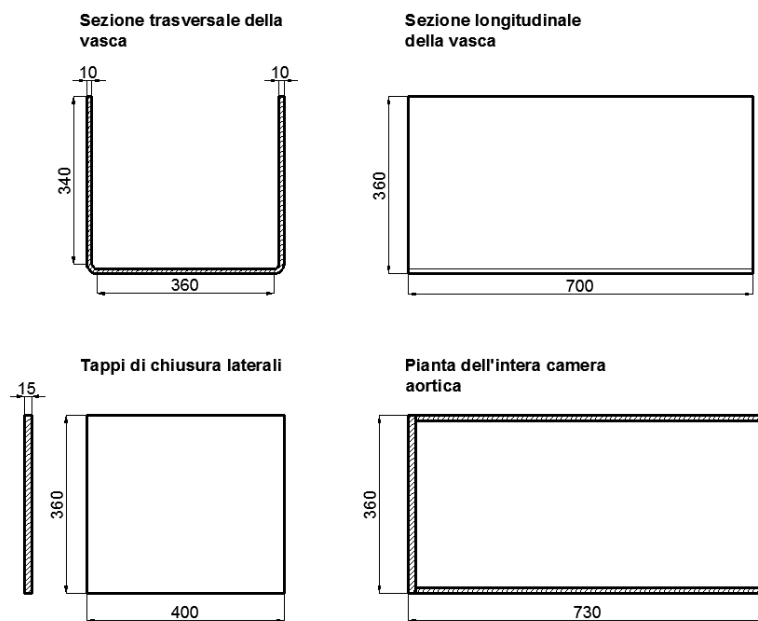 Sezione trasversale della
vasca
Sezione longitudinale
della vasca
10
10
340
360
360
700
Tappi di chiusura laterali
Pianta dell'intera camera
aortica
15
360
400
360
730